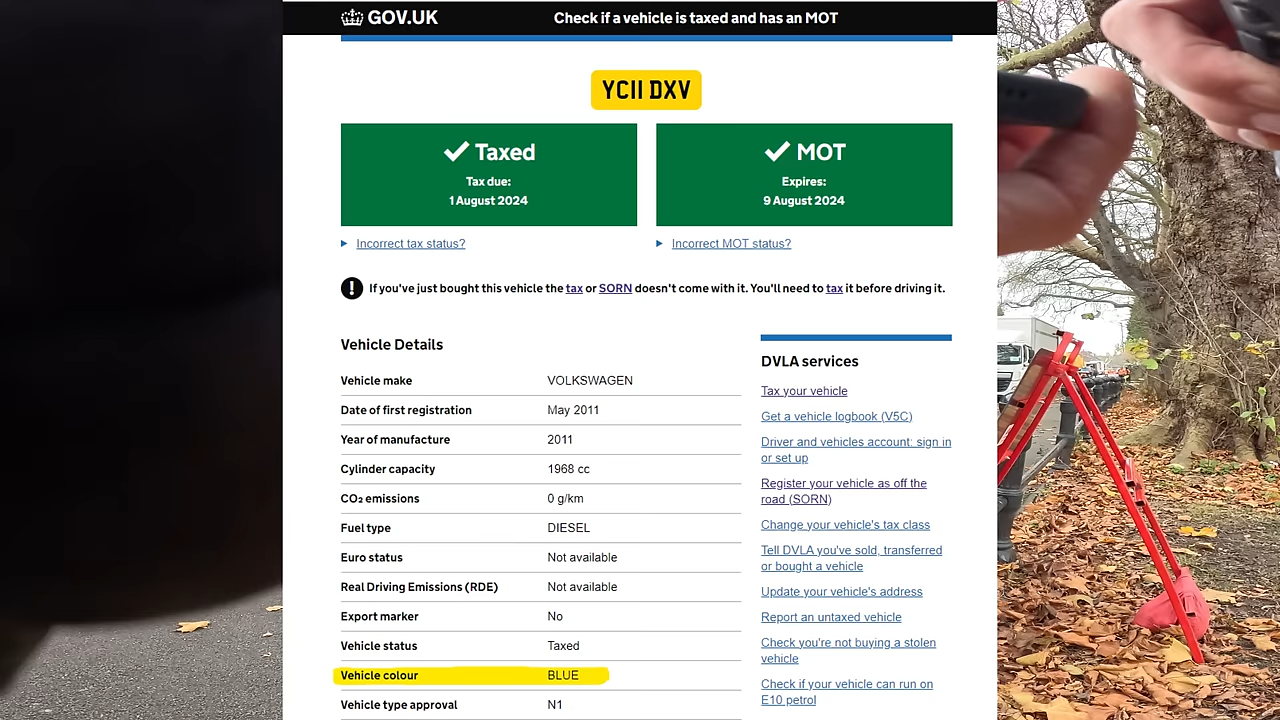 GOV.UK
Check if a vehicle is taxed and has an MOT
YC11 DXV
Taxed
Tax due:
1 August 2024
MOT
Expires:
9 August 2024
Incorrect tax status?
Incorrect MOT status?
! If you've just bought this vehicle the tax or SORN doesn't come with it. You'll need to tax it before driving it.
Vehicle Details
Vehicle make VOLKSWAGEN
Date of first registration May 2011
Year of manufacture 2011
Cylinder capacity 1968 cc
CO₂ emissions 0 g/km
Fuel type DIESEL
Euro status Not available
Real Driving Emissions (RDE) Not available
Export marker No
Vehicle status Taxed
Vehicle colour BLUE
Vehicle type approval N1
DVLA services
Tax your vehicle
Get a vehicle logbook (V5C)
Driver and vehicles account: sign in
or set up
Register your vehicle as off the
road (SORN)
Change your vehicle's tax class
Tell DVLA you've sold, transferred
or bought a vehicle
Update your vehicle's address
Report an untaxed vehicle
Check you're not buying a stolen
vehicle
Check if your vehicle can run on
E10 petrol